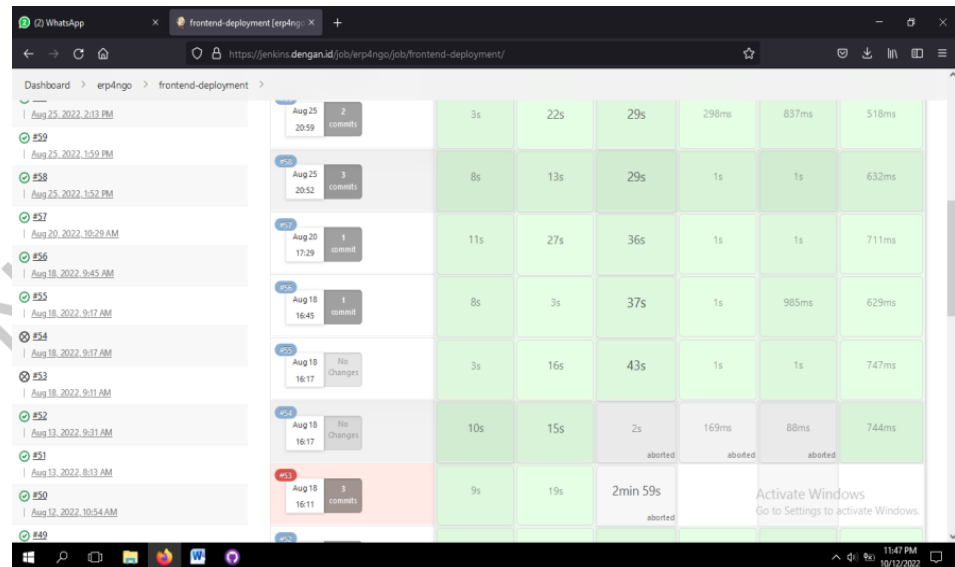 (2) WhatsApp
frontend-deployment [erp4ngo
https://jenkins.dengan.id/job/erp4ngo/job/frontend-deployment/
Dashboard > erp4ngo > frontend-deployment >
Aug 25, 2022, 2:13 PM
#59
Aug 25, 2022, 1:59 PM
#58
Aug 25, 2022, 1:52 PM
#57
Aug 20, 2022, 10:29 AM
#56
Aug 18, 2022, 9:45 AM
#55
Aug 18, 2022, 9:17 AM
#54
Aug 18, 2022, 9:17 AM
#53
Aug 18, 2022, 9:11 AM
#52
Aug 13, 2022, 9:31 AM
#51
Aug 13, 2022, 8:13 AM
#50
Aug 12, 2022, 10:54 AM
#49
Aug 25 2
20:59 commits
3s 22s 29s 298ms 837ms 518ms
#58
Aug 25 3
20:52 commits
8s 13s 29s 1s 1s 632ms
#57
Aug 20 1
17:29 commit
11s 27s 36s 1s 1s 711ms
#56
Aug 18 1
16:45 commit
8s 3s 37s 1s 985ms 629ms
#55
Aug 18 No
16:17 Changes
3s 16s 43s 1s 1s 747ms
#54
Aug 18 No
16:17 Changes
10s 15s 2s 169ms 88ms 744ms
aborted aborted aborted
#53
Aug 18 3
16:11 commits
9s 19s 2min 59s
aborted
#52
Activate Windows
Go to Settings to activate Windows.
11:47 PM
10/12/2022